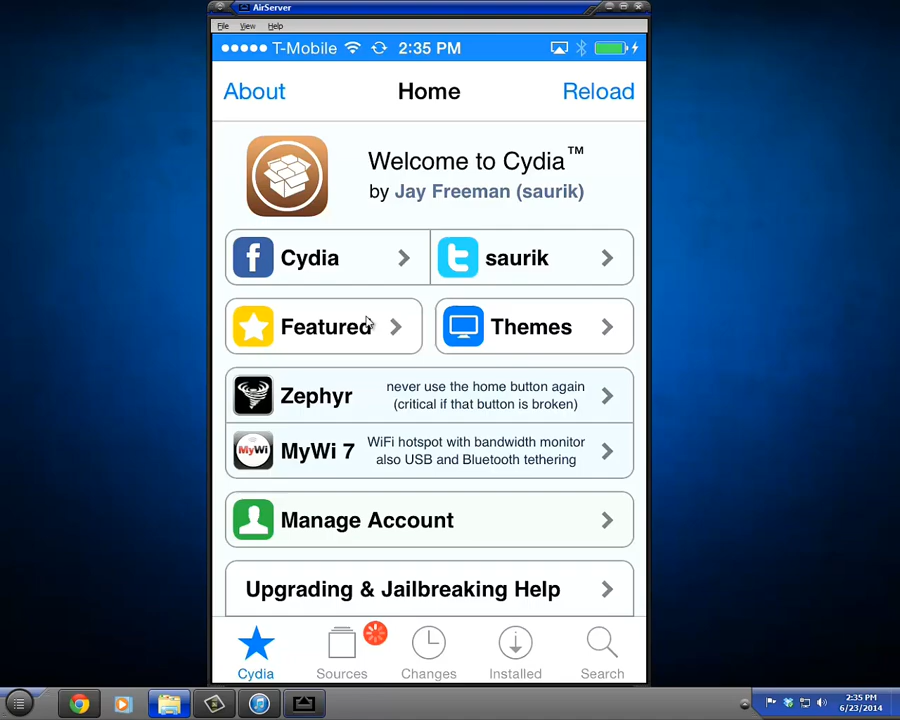 AirServer
File View Help
T-Mobile 2:35 PM
About Home Reload
Welcome to Cydia™
by Jay Freeman (saurik)
f Cydia
t saurik
Featured
Themes
Zephyr
never use the home button again
(critical if that button is broken)
MyWi
MyWi 7
WiFi hotspot with bandwidth monitor
also USB and Bluetooth tethering
Manage Account
Upgrading & Jailbreaking Help
Cydia Sources Changes Installed Search
2:35 PM
6/23/2014